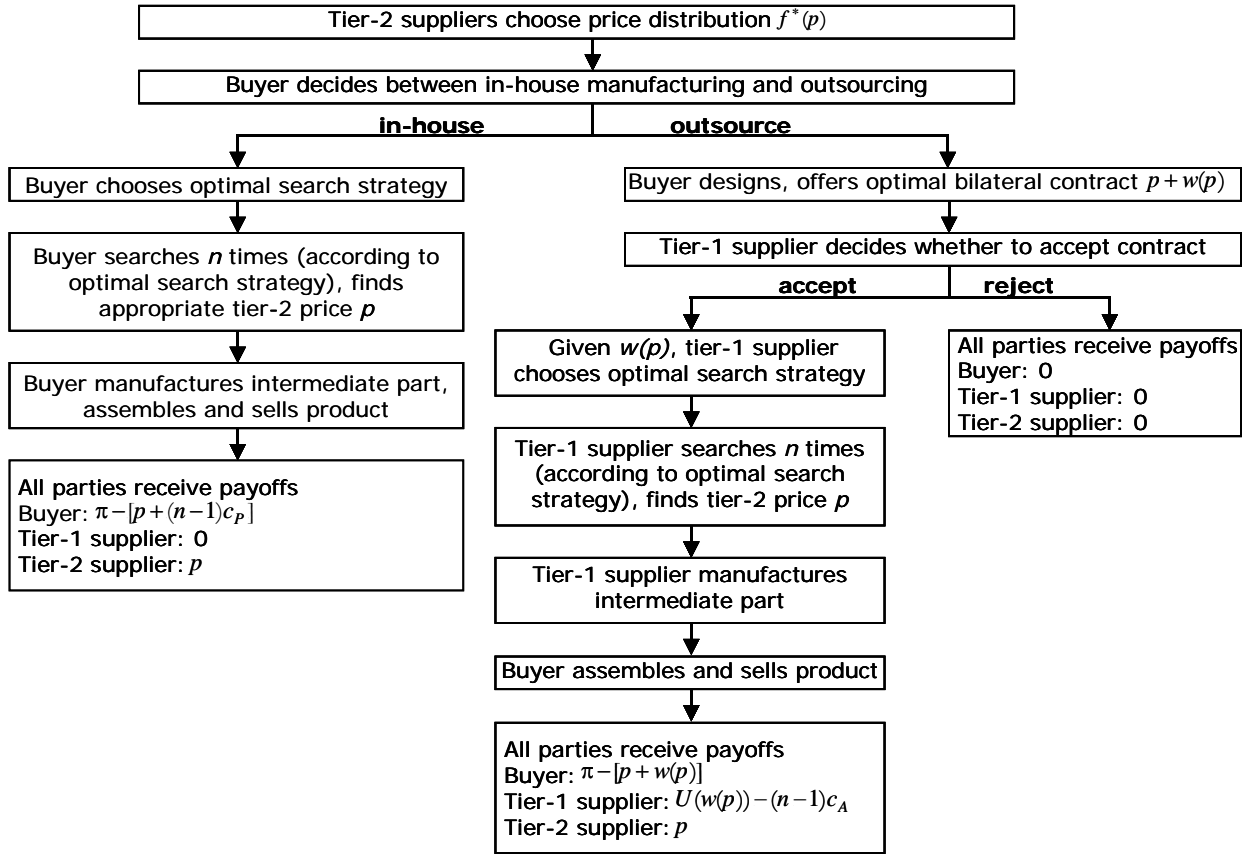 Tier-2 suppliers choose price distribution f*(p)
Buyer decides between in-house manufacturing and outsourcing
in-house
outsource
Buyer chooses optimal search strategy
Buyer searches n times (according to
optimal search strategy), finds
appropriate tier-2 price p
Buyer manufactures intermediate part,
assembles and sells product
All parties receive payoffs
Buyer: π−[p+(n−1)c_P]
Tier-1 supplier: 0
Tier-2 supplier: p
Buyer designs, offers optimal bilateral contract p+w(p)
Tier-1 supplier decides whether to accept contract
accept
reject
Given w(p), tier-1 supplier
chooses optimal search strategy
Tier-1 supplier searches n times
(according to optimal search
strategy), finds tier-2 price p
Tier-1 supplier manufactures
intermediate part
Buyer assembles and sells product
All parties receive payoffs
Buyer: π−[p+w(p)]
Tier-1 supplier: U(w(p))−(n−1)c_A
Tier-2 supplier: p
All parties receive payoffs
Buyer: 0
Tier-1 supplier: 0
Tier-2 supplier: 0